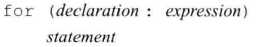 for (declaration : expression)
statement